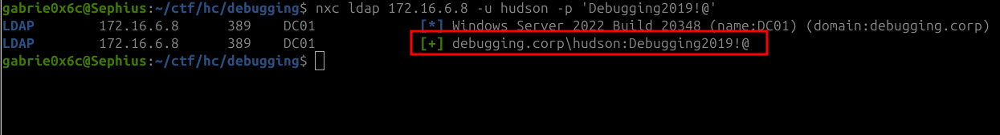 gabrie0x6c@Sephius:~/ctf/hc/debugging$ nxc ldap 172.16.6.8 -u hudson -p 'Debugging2019!@'
LDAP 172.16.6.8 389 DC01 [*] Windows Server 2022 Build 20348 (name:DC01) (domain:debugging.corp)
LDAP 172.16.6.8 389 DC01 [+] debugging.corp\hudson:Debugging2019!@
gabrie0x6c@Sephius:~/ctf/hc/debugging$